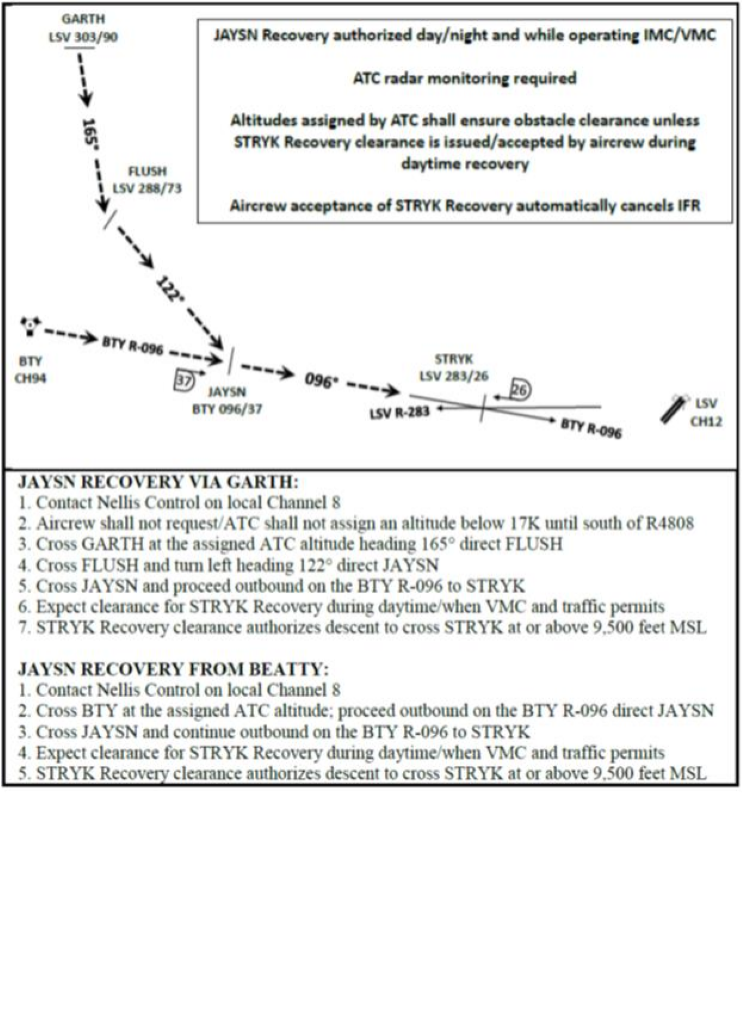 GARTH
LSV 303/90
JAYSN Recovery authorized day/night and while operating IMC/VMC
ATC radar monitoring required
Altitudes assigned by ATC shall ensure obstacle clearance unless
STRYK Recovery clearance is issued/accepted by aircrew during
daytime recovery
Aircrew acceptance of STRYK Recovery automatically cancels IFR
165°
FLUSH
LSV 288/73
122°
BTY
CH94
BTY R-096
37
JAYSN
BTY 096/37
096°
STRYK
LSV 283/26
26
LSV R-283
BTY R-096
LSV
CH12
JAYSN RECOVERY VIA GARTH:
1. Contact Nellis Control on local Channel 8
2. Aircrew shall not request/ATC shall not assign an altitude below 17K until south of R4808
3. Cross GARTH at the assigned ATC altitude heading 165° direct FLUSH
4. Cross FLUSH and turn left heading 122° direct JAYSN
5. Cross JAYSN and proceed outbound on the BTY R-096 to STRYK
6. Expect clearance for STRYK Recovery during daytime/when VMC and traffic permits
7. STRYK Recovery clearance authorizes descent to cross STRYK at or above 9,500 feet MSL
JAYSN RECOVERY FROM BEATTY:
1. Contact Nellis Control on local Channel 8
2. Cross BTY at the assigned ATC altitude; proceed outbound on the BTY R-096 direct JAYSN
3. Cross JAYSN and continue outbound on the BTY R-096 to STRYK
4. Expect clearance for STRYK Recovery during daytime/when VMC and traffic permits
5. STRYK Recovery clearance authorizes descent to cross STRYK at or above 9,500 feet MSL